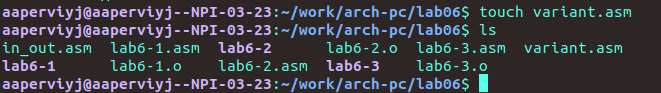 aaperviyj@aaperviyj--NPI-03-23:~/work/arch-pc/lab06$ touch variant.asm
aaperviyj@aaperviyj--NPI-03-23:~/work/arch-pc/lab06$ ls
in_out.asm  lab6-1.asm  lab6-2      lab6-2.o  lab6-3.asm  variant.asm
lab6-1      lab6-1.o    lab6-2.asm  lab6-3    lab6-3.o
aaperviyj@aaperviyj--NPI-03-23:~/work/arch-pc/lab06$